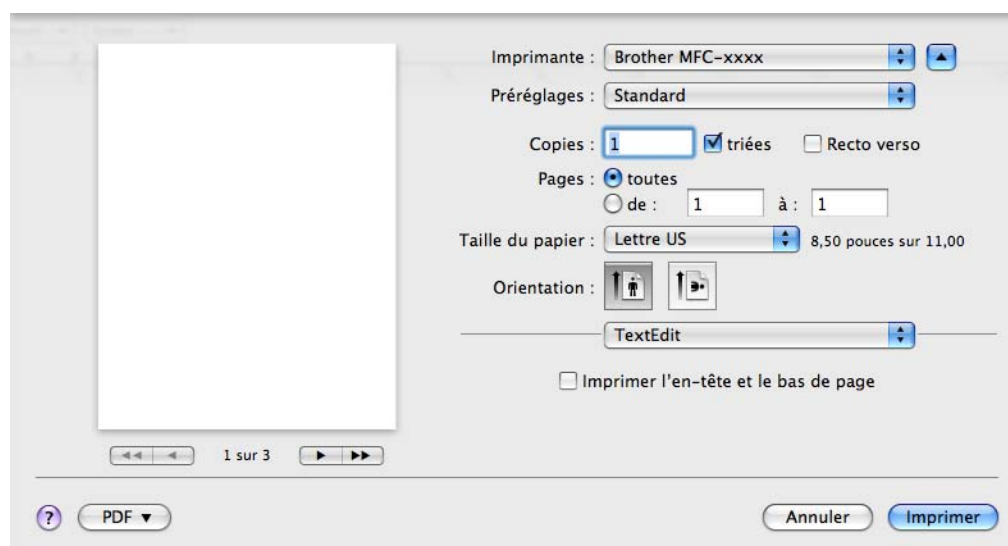 Imprimante : Brother MFC-xxxx
Préréglages : Standard
Copies : 1 triées Recto verso
Pages : toutes
de : 1 à : 1
Taille du papier : Lettre US 8,50 pouces sur 11,00
Orientation :
TextEdit
Imprimer l'en-tête et le bas de page
1 sur 3
? PDF Annuler Imprimer